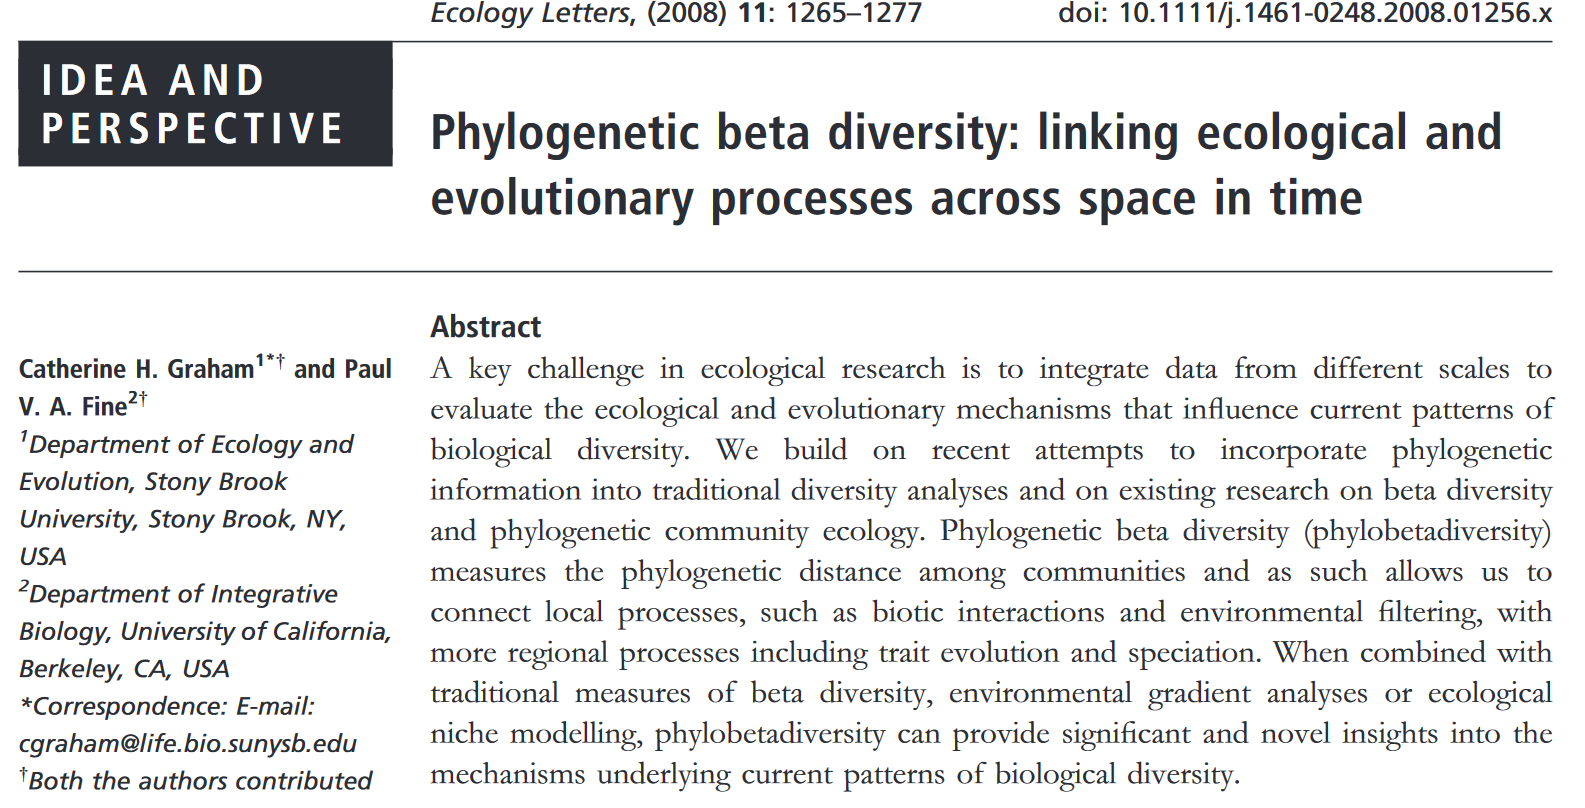 Ecology Letters, (2008) 11: 1265–1277
doi: 10.1111/j.1461-0248.2008.01256.x
IDEA AND
PERSPECTIVE
Phylogenetic beta diversity: linking ecological and
evolutionary processes across space in time
Catherine H. Graham1*† and Paul
V. A. Fine2†
1Department of Ecology and
Evolution, Stony Brook
University, Stony Brook, NY,
USA
2Department of Integrative
Biology, University of California,
Berkeley, CA, USA
*Correspondence: E-mail:
cgraham@life.bio.sunysb.edu
†Both the authors contributed
Abstract
A key challenge in ecological research is to integrate data from different scales to
evaluate the ecological and evolutionary mechanisms that influence current patterns of
biological diversity. We build on recent attempts to incorporate phylogenetic
information into traditional diversity analyses and on existing research on beta diversity
and phylogenetic community ecology. Phylogenetic beta diversity (phylobetadiversity)
measures the phylogenetic distance among communities and as such allows us to
connect local processes, such as biotic interactions and environmental filtering, with
more regional processes including trait evolution and speciation. When combined with
traditional measures of beta diversity, environmental gradient analyses or ecological
niche modelling, phylobetadiversity can provide significant and novel insights into the
mechanisms underlying current patterns of biological diversity.